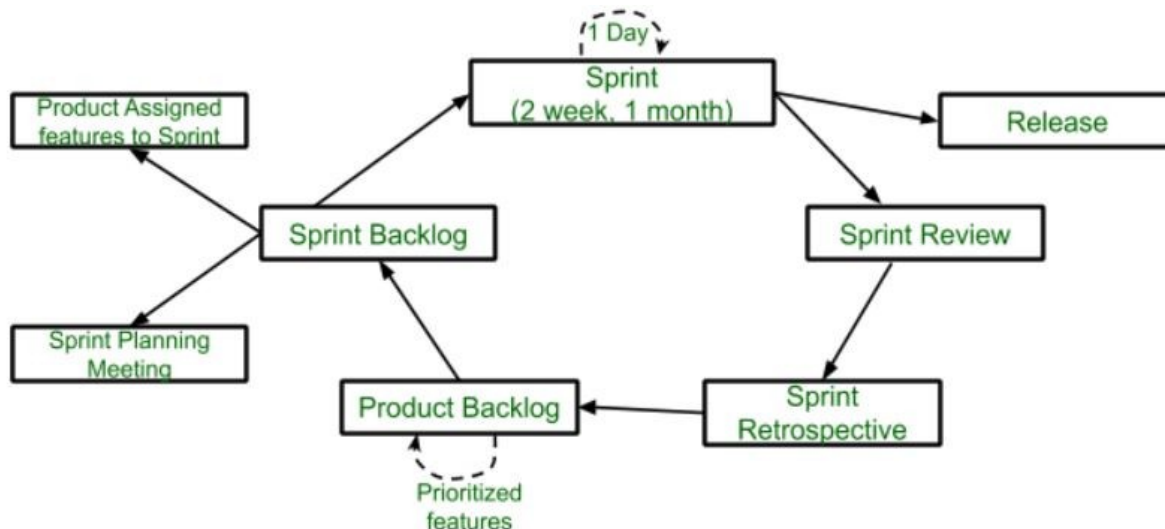 1 Day
Sprint
(2 week, 1 month)
Product Assigned
features to Sprint
Release
Sprint Backlog
Sprint Review
Sprint Planning
Meeting
Product Backlog
Sprint
Retrospective
Prioritized
features